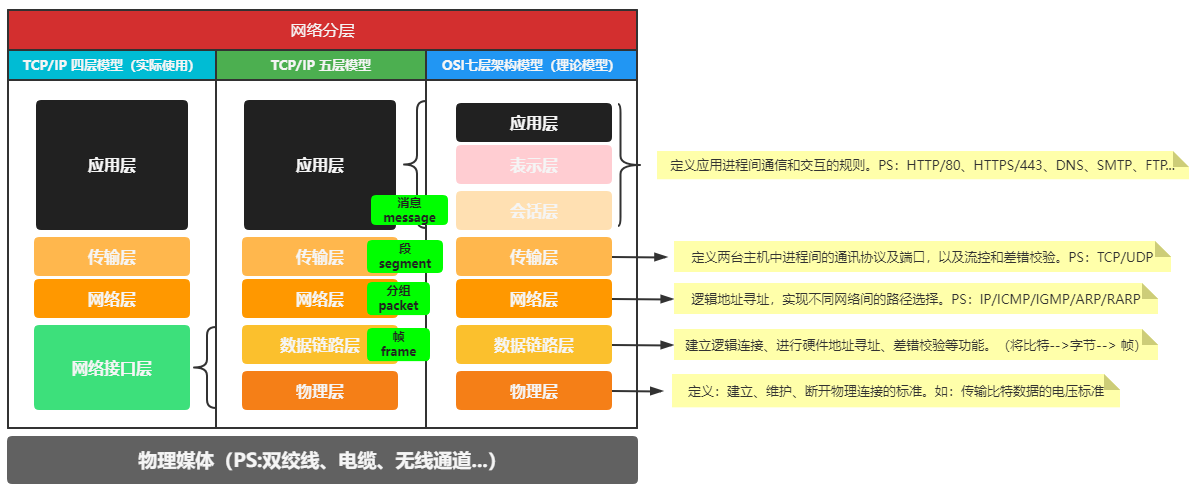 网络分层
TCP/IP 四层模型（实际使用）
TCP/IP 五层模型
OSI七层架构模型（理论模型）
应用层
应用层
应用层
表示层
会话层
定义应用进程间通信和交互的规则。PS：HTTP/80、HTTPS/443、DNS、SMTP、FTP...
消息
message
传输层
传输层
段
segment
传输层
定义两台主机中进程间的通讯协议及端口，以及流控和差错校验。PS：TCP/UDP
网络层
网络层
分组
packet
网络层
逻辑地址寻址，实现不同网络间的路径选择。PS：IP/ICMP/IGMP/ARP/RARP
网络接口层
数据链路层
帧
frame
数据链路层
建立逻辑连接、进行硬件地址寻址、差错校验等功能。（将比特-->字节--> 帧）
物理层
物理层
定义：建立、维护、断开物理连接的标准。如：传输比特数据的电压标准
物理媒体（PS:双绞线、电缆、无线通道...）